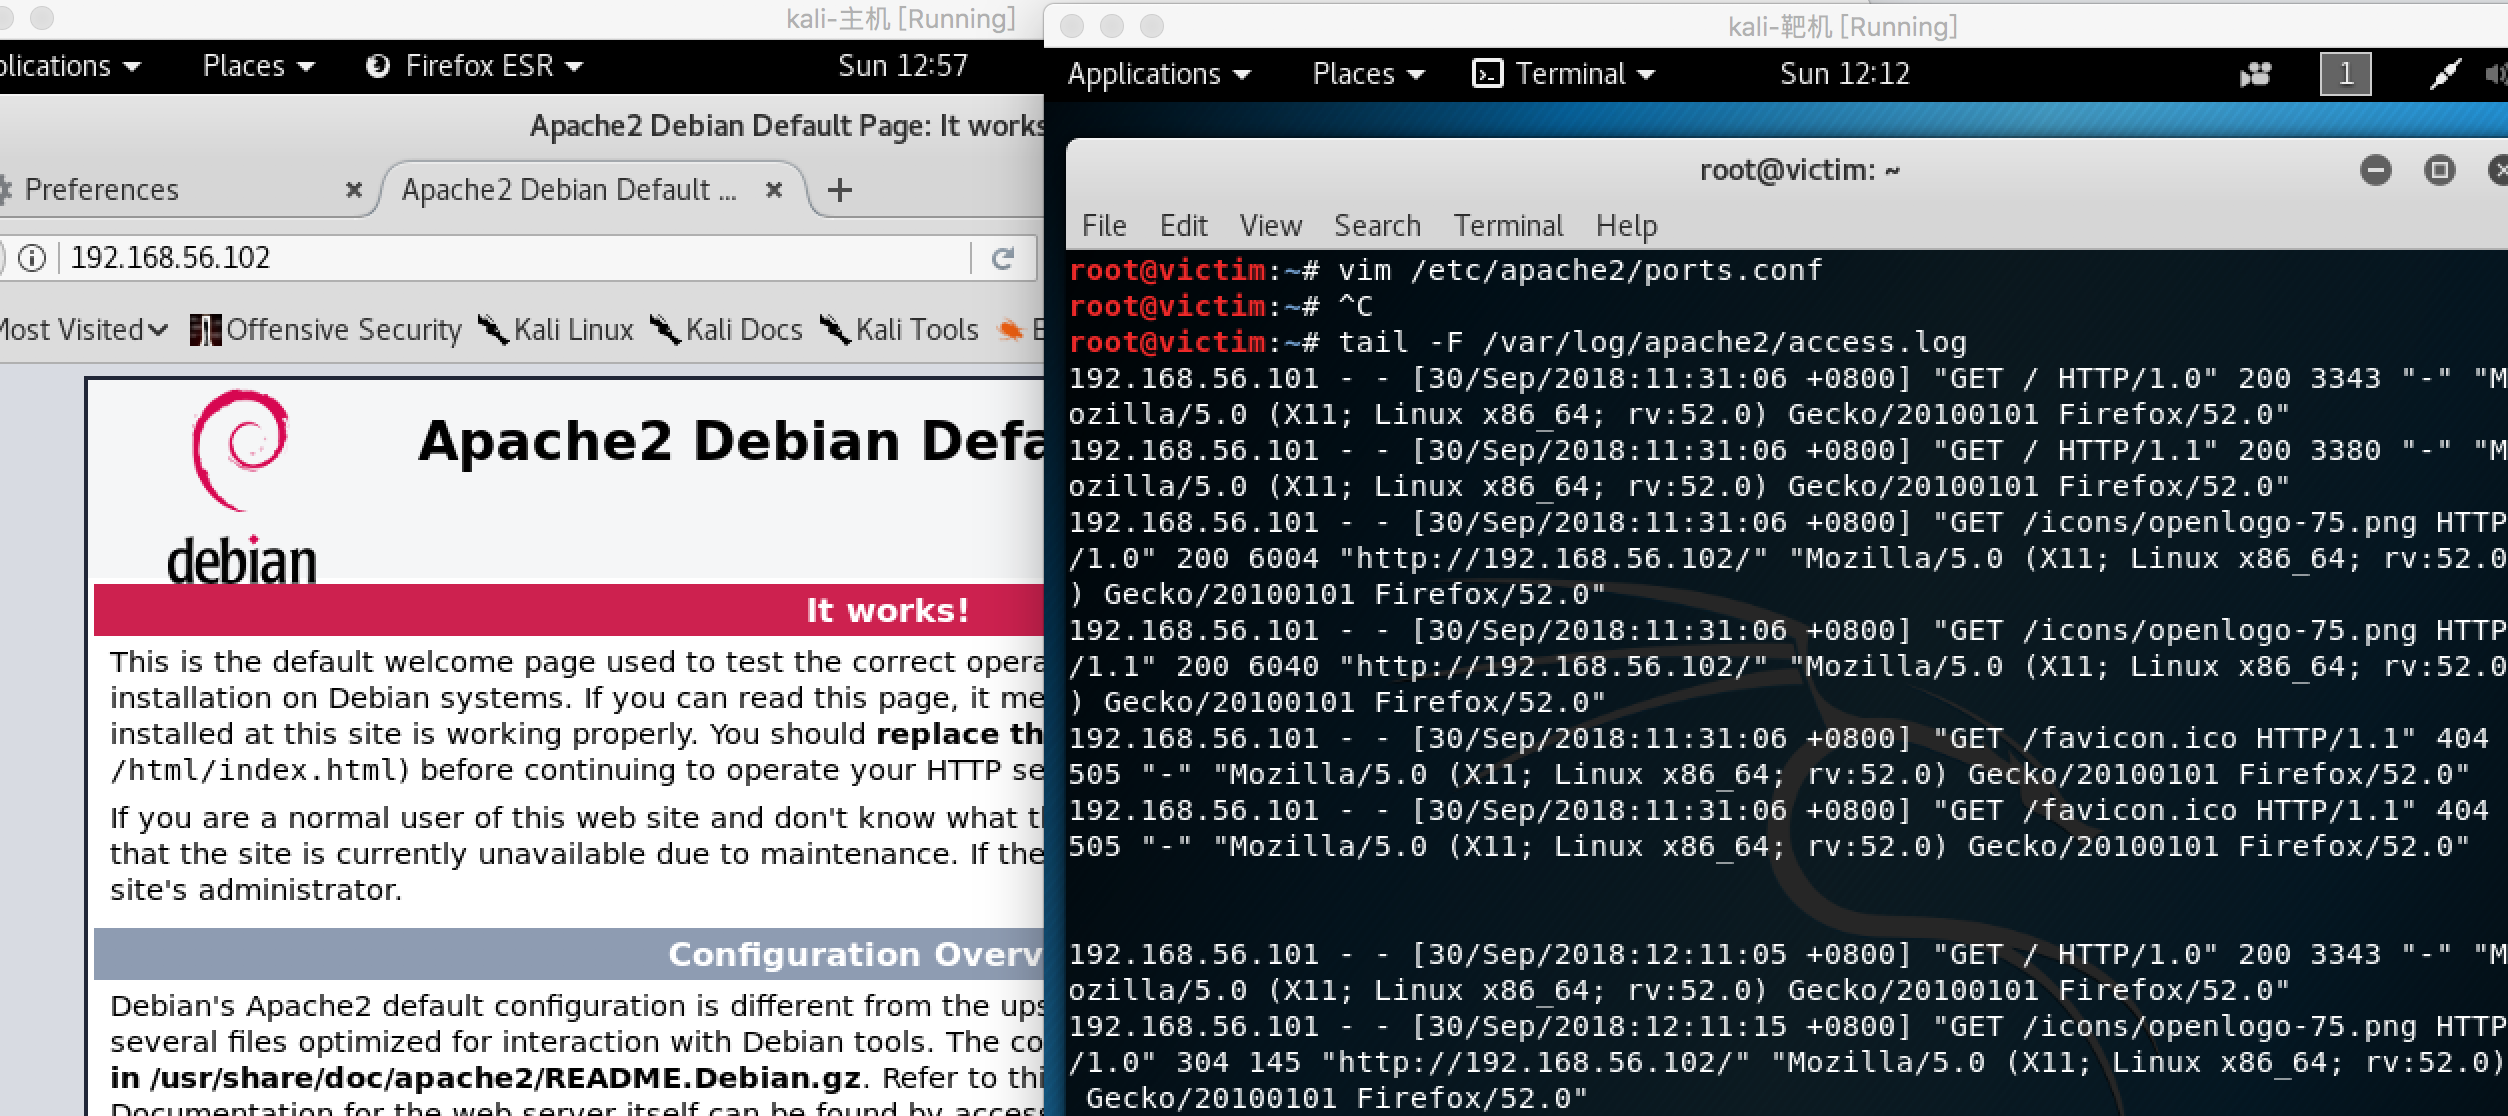 kali-主机 [Running]
Places
Firefox ESR
Sun 12:57
Apache2 Debian Default Page: It works
Preferences
Apache2 Debian Default ...
192.168.56.102
Most Visited
Offensive Security
Kali Linux
Kali Docs
Kali Tools
debian
Apache2 Debian Defa
It works!
This is the default welcome page used to test the correct opera
installation on Debian systems. If you can read this page, it me
installed at this site is working properly. You should replace th
/html/index.html) before continuing to operate your HTTP se
If you are a normal user of this web site and don't know what th
that the site is currently unavailable due to maintenance. If the
site's administrator.
Configuration Overv
Debian's Apache2 default configuration is different from the ups
several files optimized for interaction with Debian tools. The co
in /usr/share/doc/apache2/README.Debian.gz. Refer to thi
Documentation for the web server itself can be found by acces
kali-靶机 [Running]
Applications
Places
Terminal
Sun 12:12
1
root@victim: ~
File Edit View Search Terminal Help
root@victim:~# vim /etc/apache2/ports.conf
root@victim:~# ^C
root@victim:~# tail -F /var/log/apache2/access.log
192.168.56.101 - - [30/Sep/2018:11:31:06 +0800] "GET / HTTP/1.0" 200 3343 "-" "M
ozilla/5.0 (X11; Linux x86_64; rv:52.0) Gecko/20100101 Firefox/52.0"
192.168.56.101 - - [30/Sep/2018:11:31:06 +0800] "GET / HTTP/1.1" 200 3380 "-" "M
ozilla/5.0 (X11; Linux x86_64; rv:52.0) Gecko/20100101 Firefox/52.0"
192.168.56.101 - - [30/Sep/2018:11:31:06 +0800] "GET /icons/openlogo-75.png HTTP
/1.0" 200 6004 "http://192.168.56.102/" "Mozilla/5.0 (X11; Linux x86_64; rv:52.0
) Gecko/20100101 Firefox/52.0"
192.168.56.101 - - [30/Sep/2018:11:31:06 +0800] "GET /icons/openlogo-75.png HTTP
/1.1" 200 6040 "http://192.168.56.102/" "Mozilla/5.0 (X11; Linux x86_64; rv:52.0
) Gecko/20100101 Firefox/52.0"
192.168.56.101 - - [30/Sep/2018:11:31:06 +0800] "GET /favicon.ico HTTP/1.1" 404
505 "-" "Mozilla/5.0 (X11; Linux x86_64; rv:52.0) Gecko/20100101 Firefox/52.0"
192.168.56.101 - - [30/Sep/2018:11:31:06 +0800] "GET /favicon.ico HTTP/1.1" 404
505 "-" "Mozilla/5.0 (X11; Linux x86_64; rv:52.0) Gecko/20100101 Firefox/52.0"
192.168.56.101 - - [30/Sep/2018:12:11:05 +0800] "GET / HTTP/1.0" 200 3343 "-" "M
ozilla/5.0 (X11; Linux x86_64; rv:52.0) Gecko/20100101 Firefox/52.0"
192.168.56.101 - - [30/Sep/2018:12:11:15 +0800] "GET /icons/openlogo-75.png HTTP
/1.0" 304 145 "http://192.168.56.102/" "Mozilla/5.0 (X11; Linux x86_64; rv:52.0)
Gecko/20100101 Firefox/52.0"